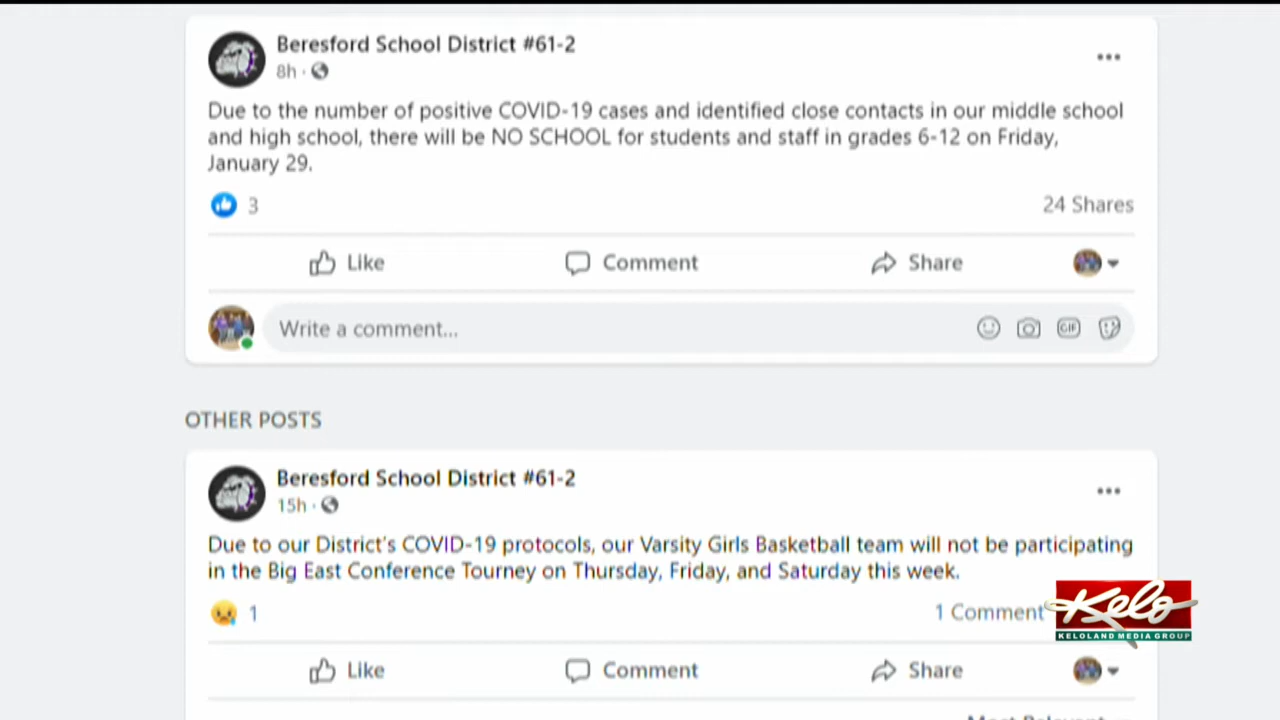 Beresford School District #61-2
8h ·
Due to the number of positive COVID-19 cases and identified close contacts in our middle school
and high school, there will be NO SCHOOL for students and staff in grades 6-12 on Friday,
January 29.
3
24 Shares
Like
Comment
Share
Write a comment...
GIF
OTHER POSTS
Beresford School District #61-2
15h ·
Due to our District's COVID-19 protocols, our Varsity Girls Basketball team will not be participating
in the Big East Conference Tourney on Thursday, Friday, and Saturday this week.
1
1 Comment
Kelo
KELOLAND MEDIA GROUP
Like
Comment
Share
Most Relevant